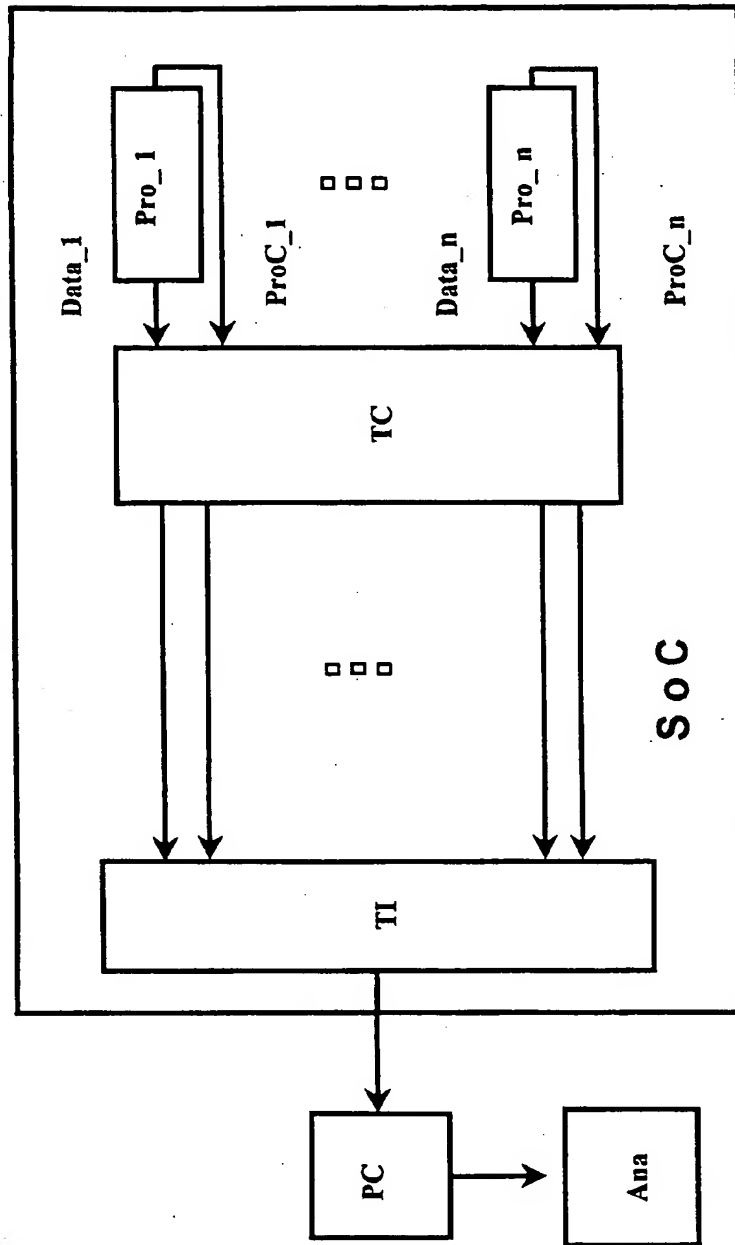 Data_1
Pro_1
ProC_1
Data_n
Pro_n
ProC_n
TC
TI
SoC
PC
Ana